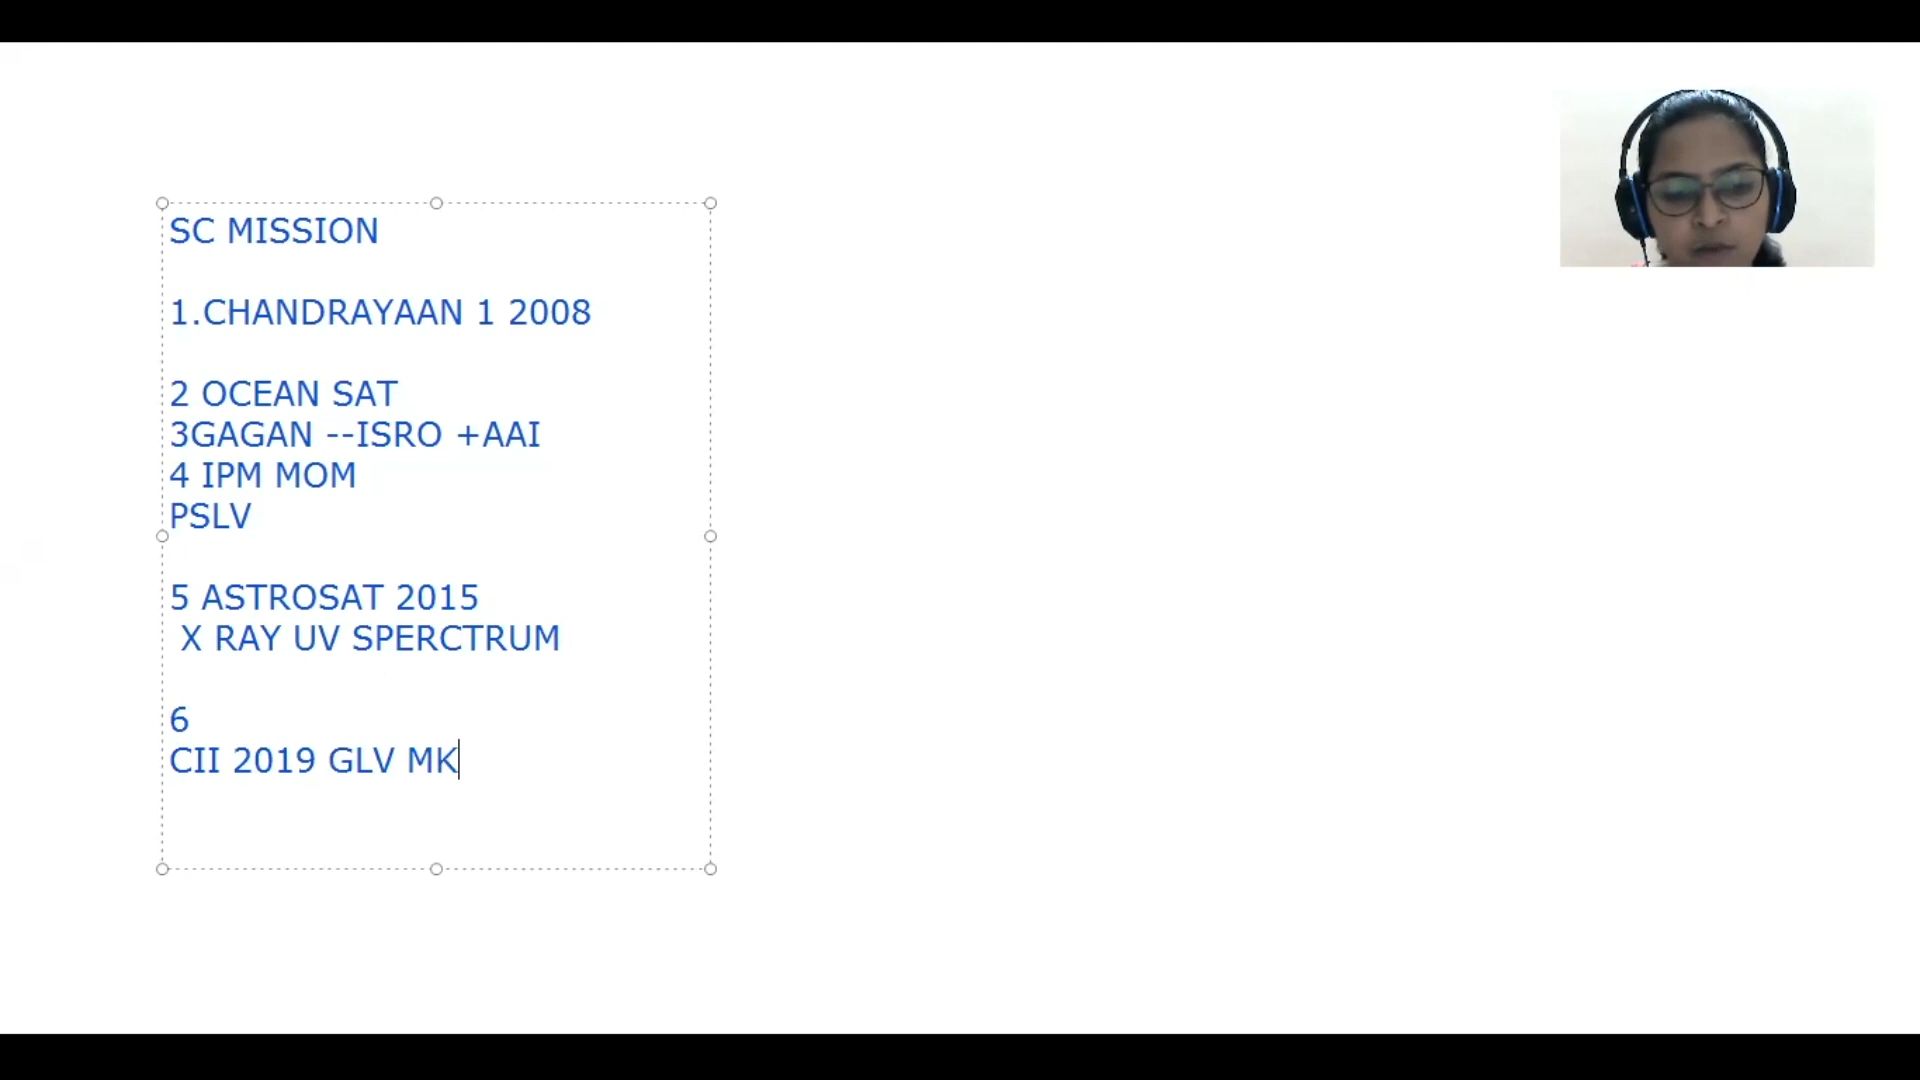 SC MISSION
1.CHANDRAYAAN 1 2008
2 OCEAN SAT
3GAGAN --ISRO +AAI
4 IPM MOM
PSLV
5 ASTROSAT 2015
X RAY UV SPERCTRUM
6
CII 2019 GLV MK